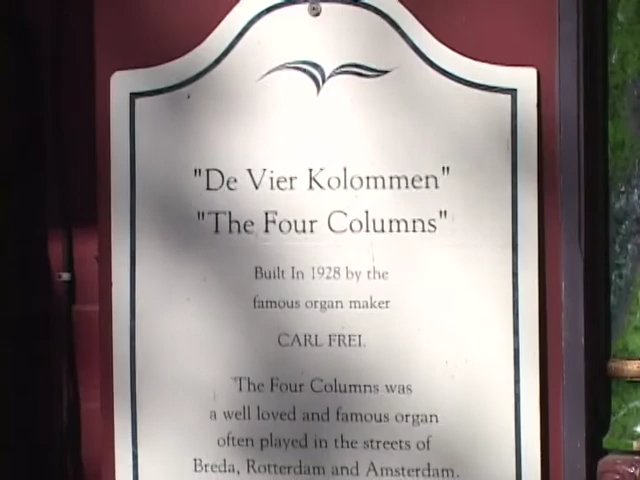 "De Vier Kolommen"
"The Four Columns"
Built In 1928 by the
famous organ maker
CARL FREI.
The Four Columns was
a well loved and famous organ
often played in the streets of
Breda, Rotterdam and Amsterdam.